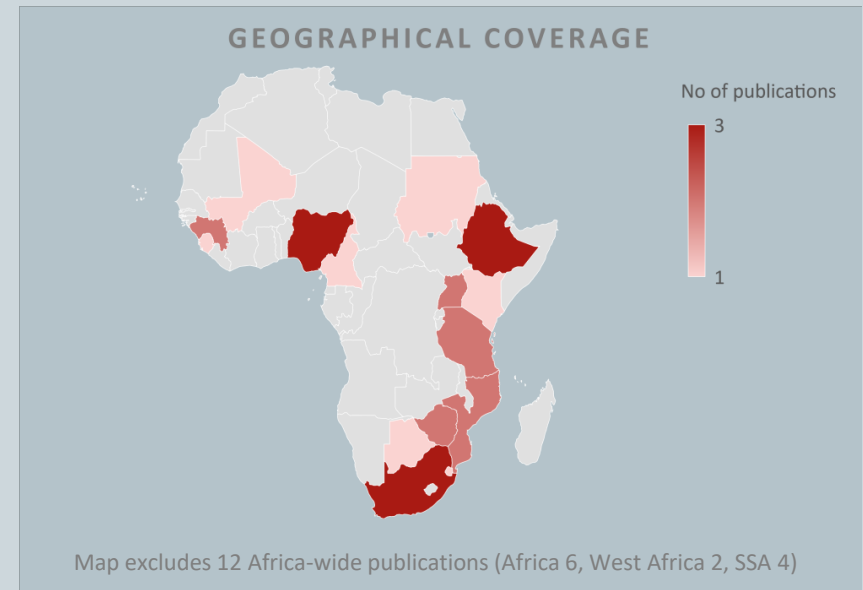 GEOGRAPHICAL COVERAGE
No of publications
3
1
Map excludes 12 Africa-wide publications (Africa 6, West Africa 2, SSA 4)